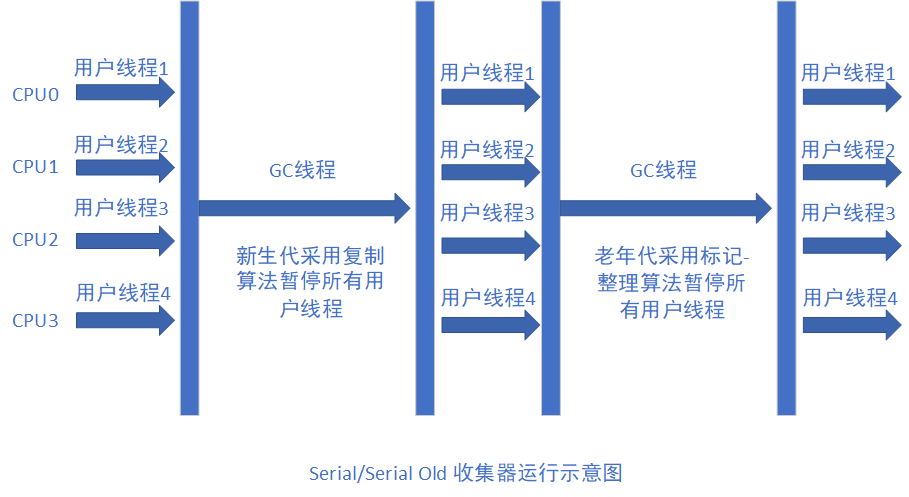 用户线程1
用户线程1
用户线程1
CPU0
用户线程2
用户线程2
用户线程2
CPU1
GC线程
GC线程
用户线程3
用户线程3
用户线程3
CPU2
新生代采用复制
算法暂停所有用
户线程
老年代采用标记-
整理算法暂停所
有用户线程
用户线程4
用户线程4
用户线程4
CPU3
Serial/Serial Old 收集器运行示意图